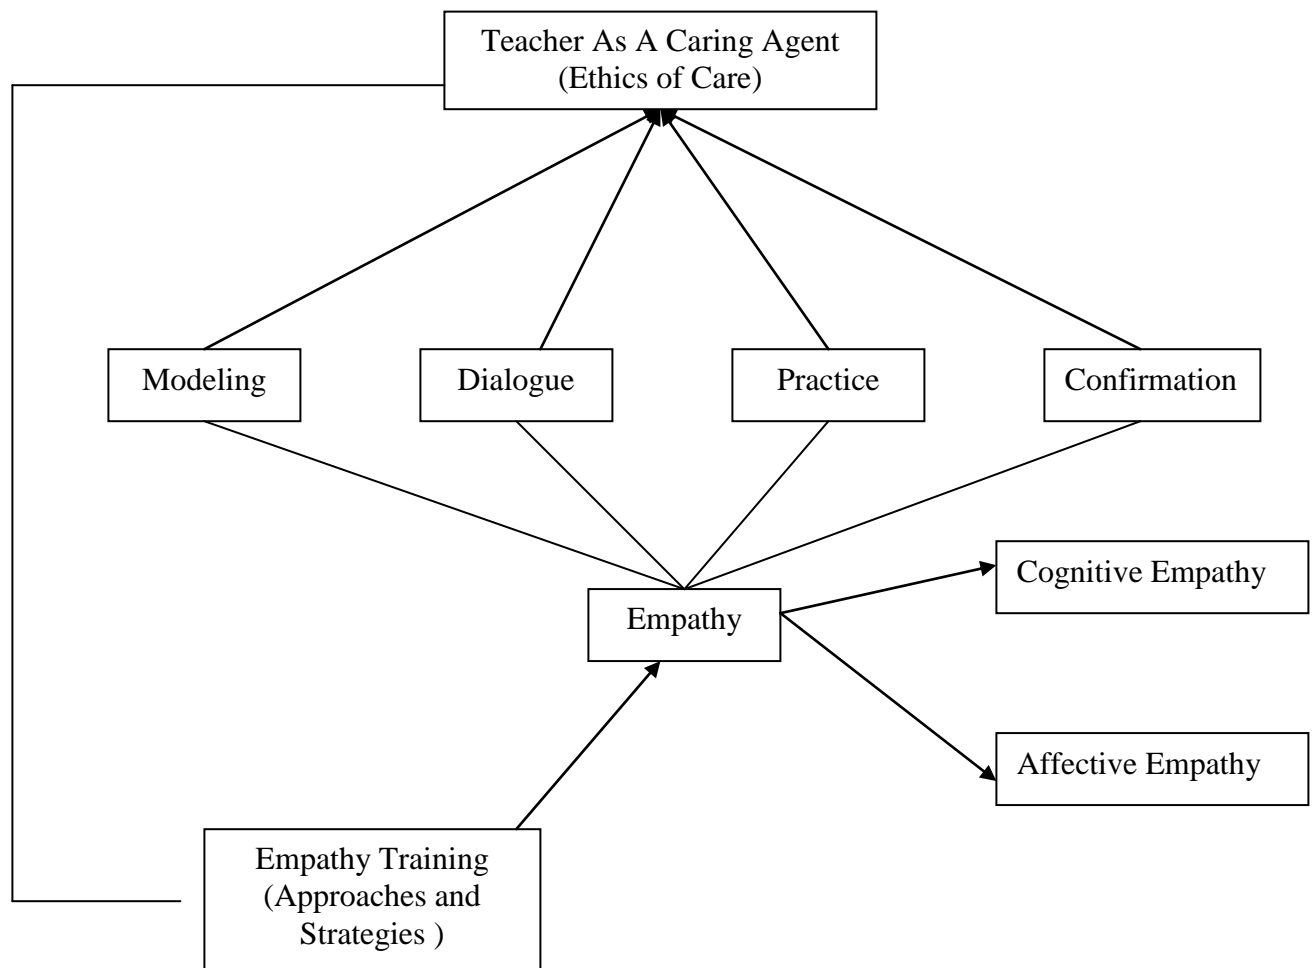 Teacher As A Caring Agent
(Ethics of Care)
Modeling
Dialogue
Practice
Confirmation
Cognitive Empathy
Empathy
Affective Empathy
Empathy Training
(Approaches and
Strategies )